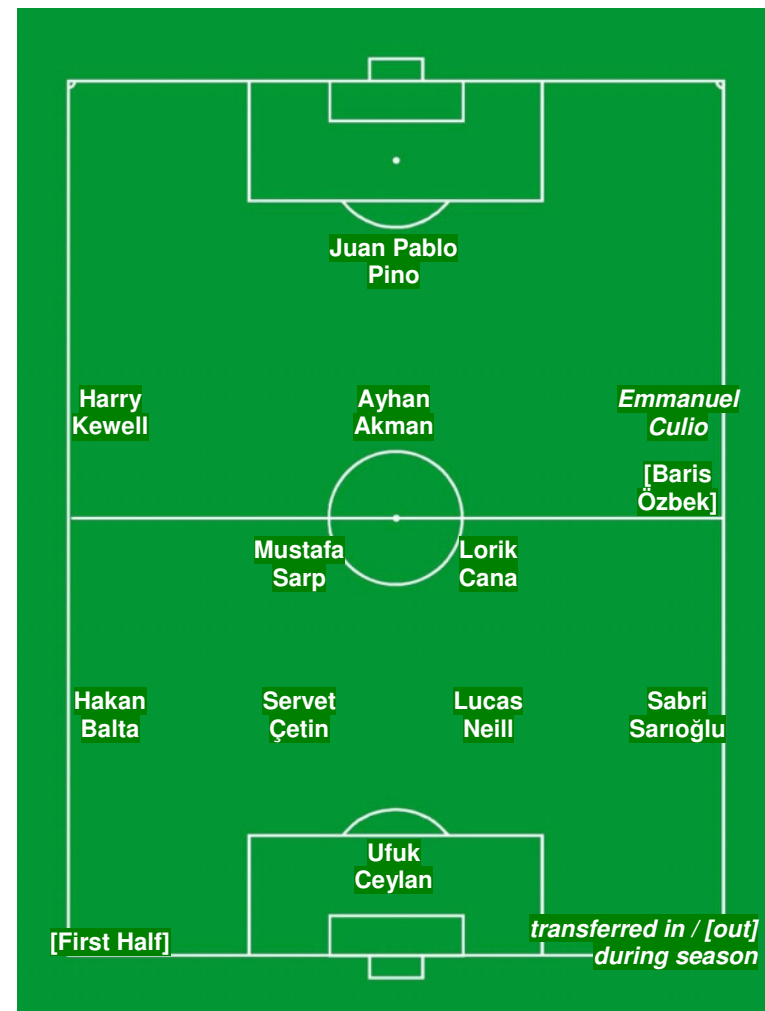 Juan Pablo
Pino
Harry
Kewell
Ayhan
Akman
Emmanuel
Culio
[Baris
Özbek]
Mustafa
Sarp
Lorik
Cana
Hakan
Balta
Servet
Çetin
Lucas
Neill
Sabri
Sarıoğlu
Ufuk
Ceylan
[First Half]
transferred in / [out]
during season